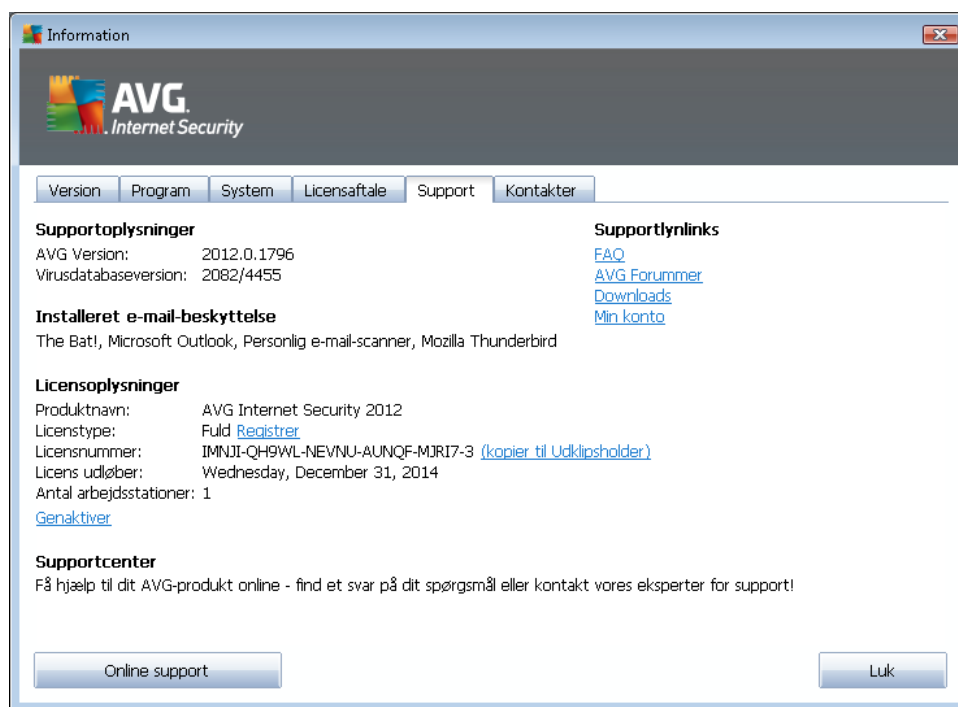 Information
AVG.
Internet Security
Version Program System Licensaftale Support Kontakter
Supportoplysninger
AVG Version: 2012.0.1796
Virusdatabaseversion: 2082/4455
Installeret e-mail-beskyttelse
The Bat!, Microsoft Outlook, Personlig e-mail-scanner, Mozilla Thunderbird
Licensoplysninger
Produktnavn: AVG Internet Security 2012
Licenstype: Fuld Registrer
Licensnummer: IMNJI-QH9WL-NEVNU-AUNQF-MJRI7-3 (kopier til Udklipsholder)
Licens udløber: Wednesday, December 31, 2014
Antal arbejdsstationer: 1
Genaktiver
Supportcenter
Få hjælp til dit AVG-produkt online - find et svar på dit spørgsmål eller kontakt vores eksperter for support!
Supportlynlinks
FAQ
AVG Forummer
Downloads
Min konto
Online support
Luk